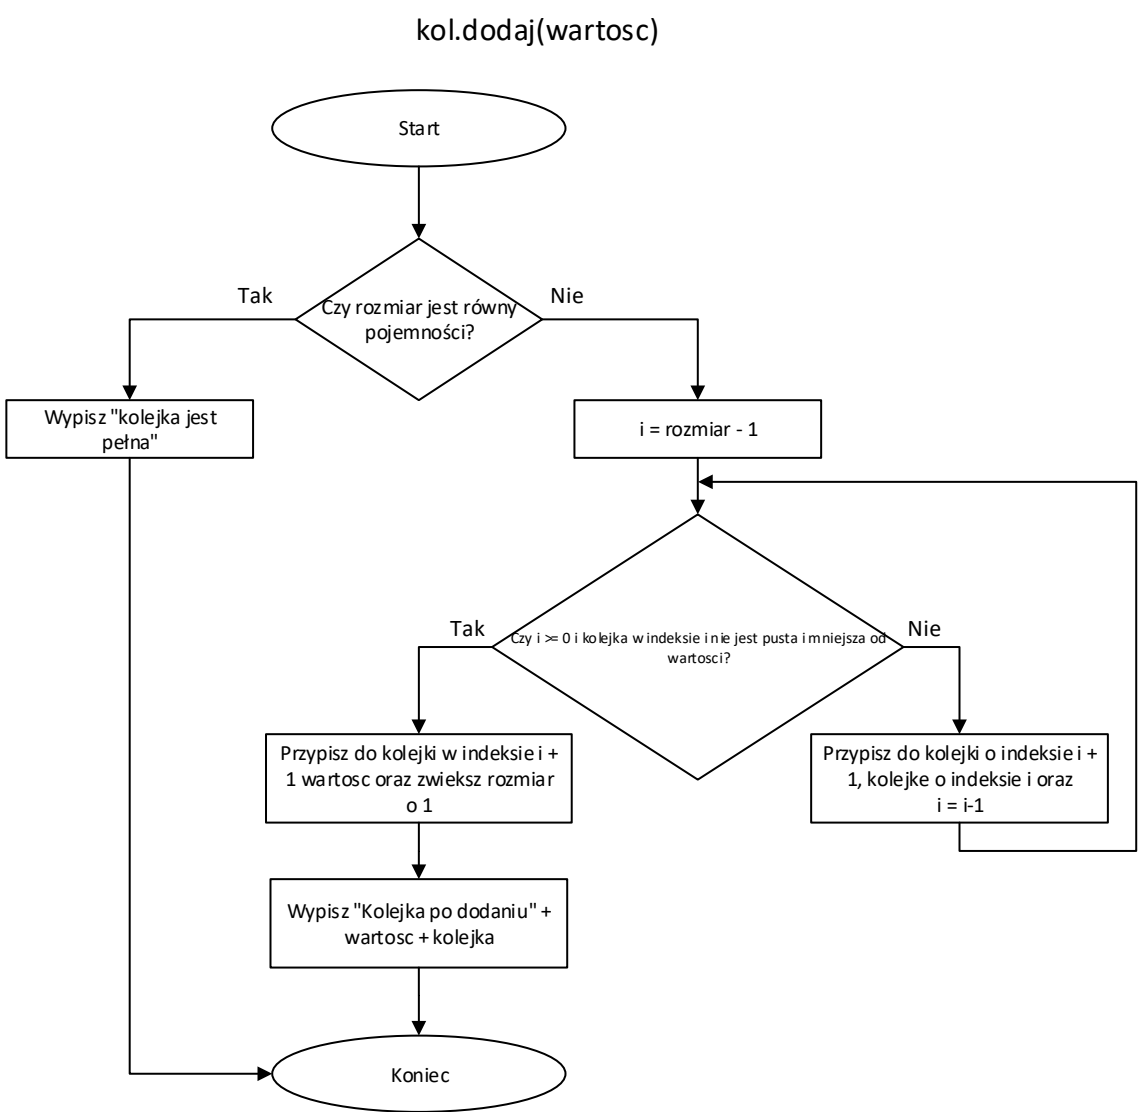 kol.dodaj(wartosc)
Start
Tak
Nie
Czy rozmiar jest równy
pojemności?
Wypisz "kolejka jest
pełna"
i = rozmiar - 1
Tak
Nie
Czy i >= 0 i kolejka w indeksie i nie jest pusta i mniejsza od
wartosci?
Przypisz do kolejki w indeksie i +
1 wartosc oraz zwieksz rozmiar
o 1
Przypisz do kolejki o indeksie i +
1, kolejke o indeksie i oraz
i = i-1
Wypisz "Kolejka po dodaniu" +
wartosc + kolejka
Koniec